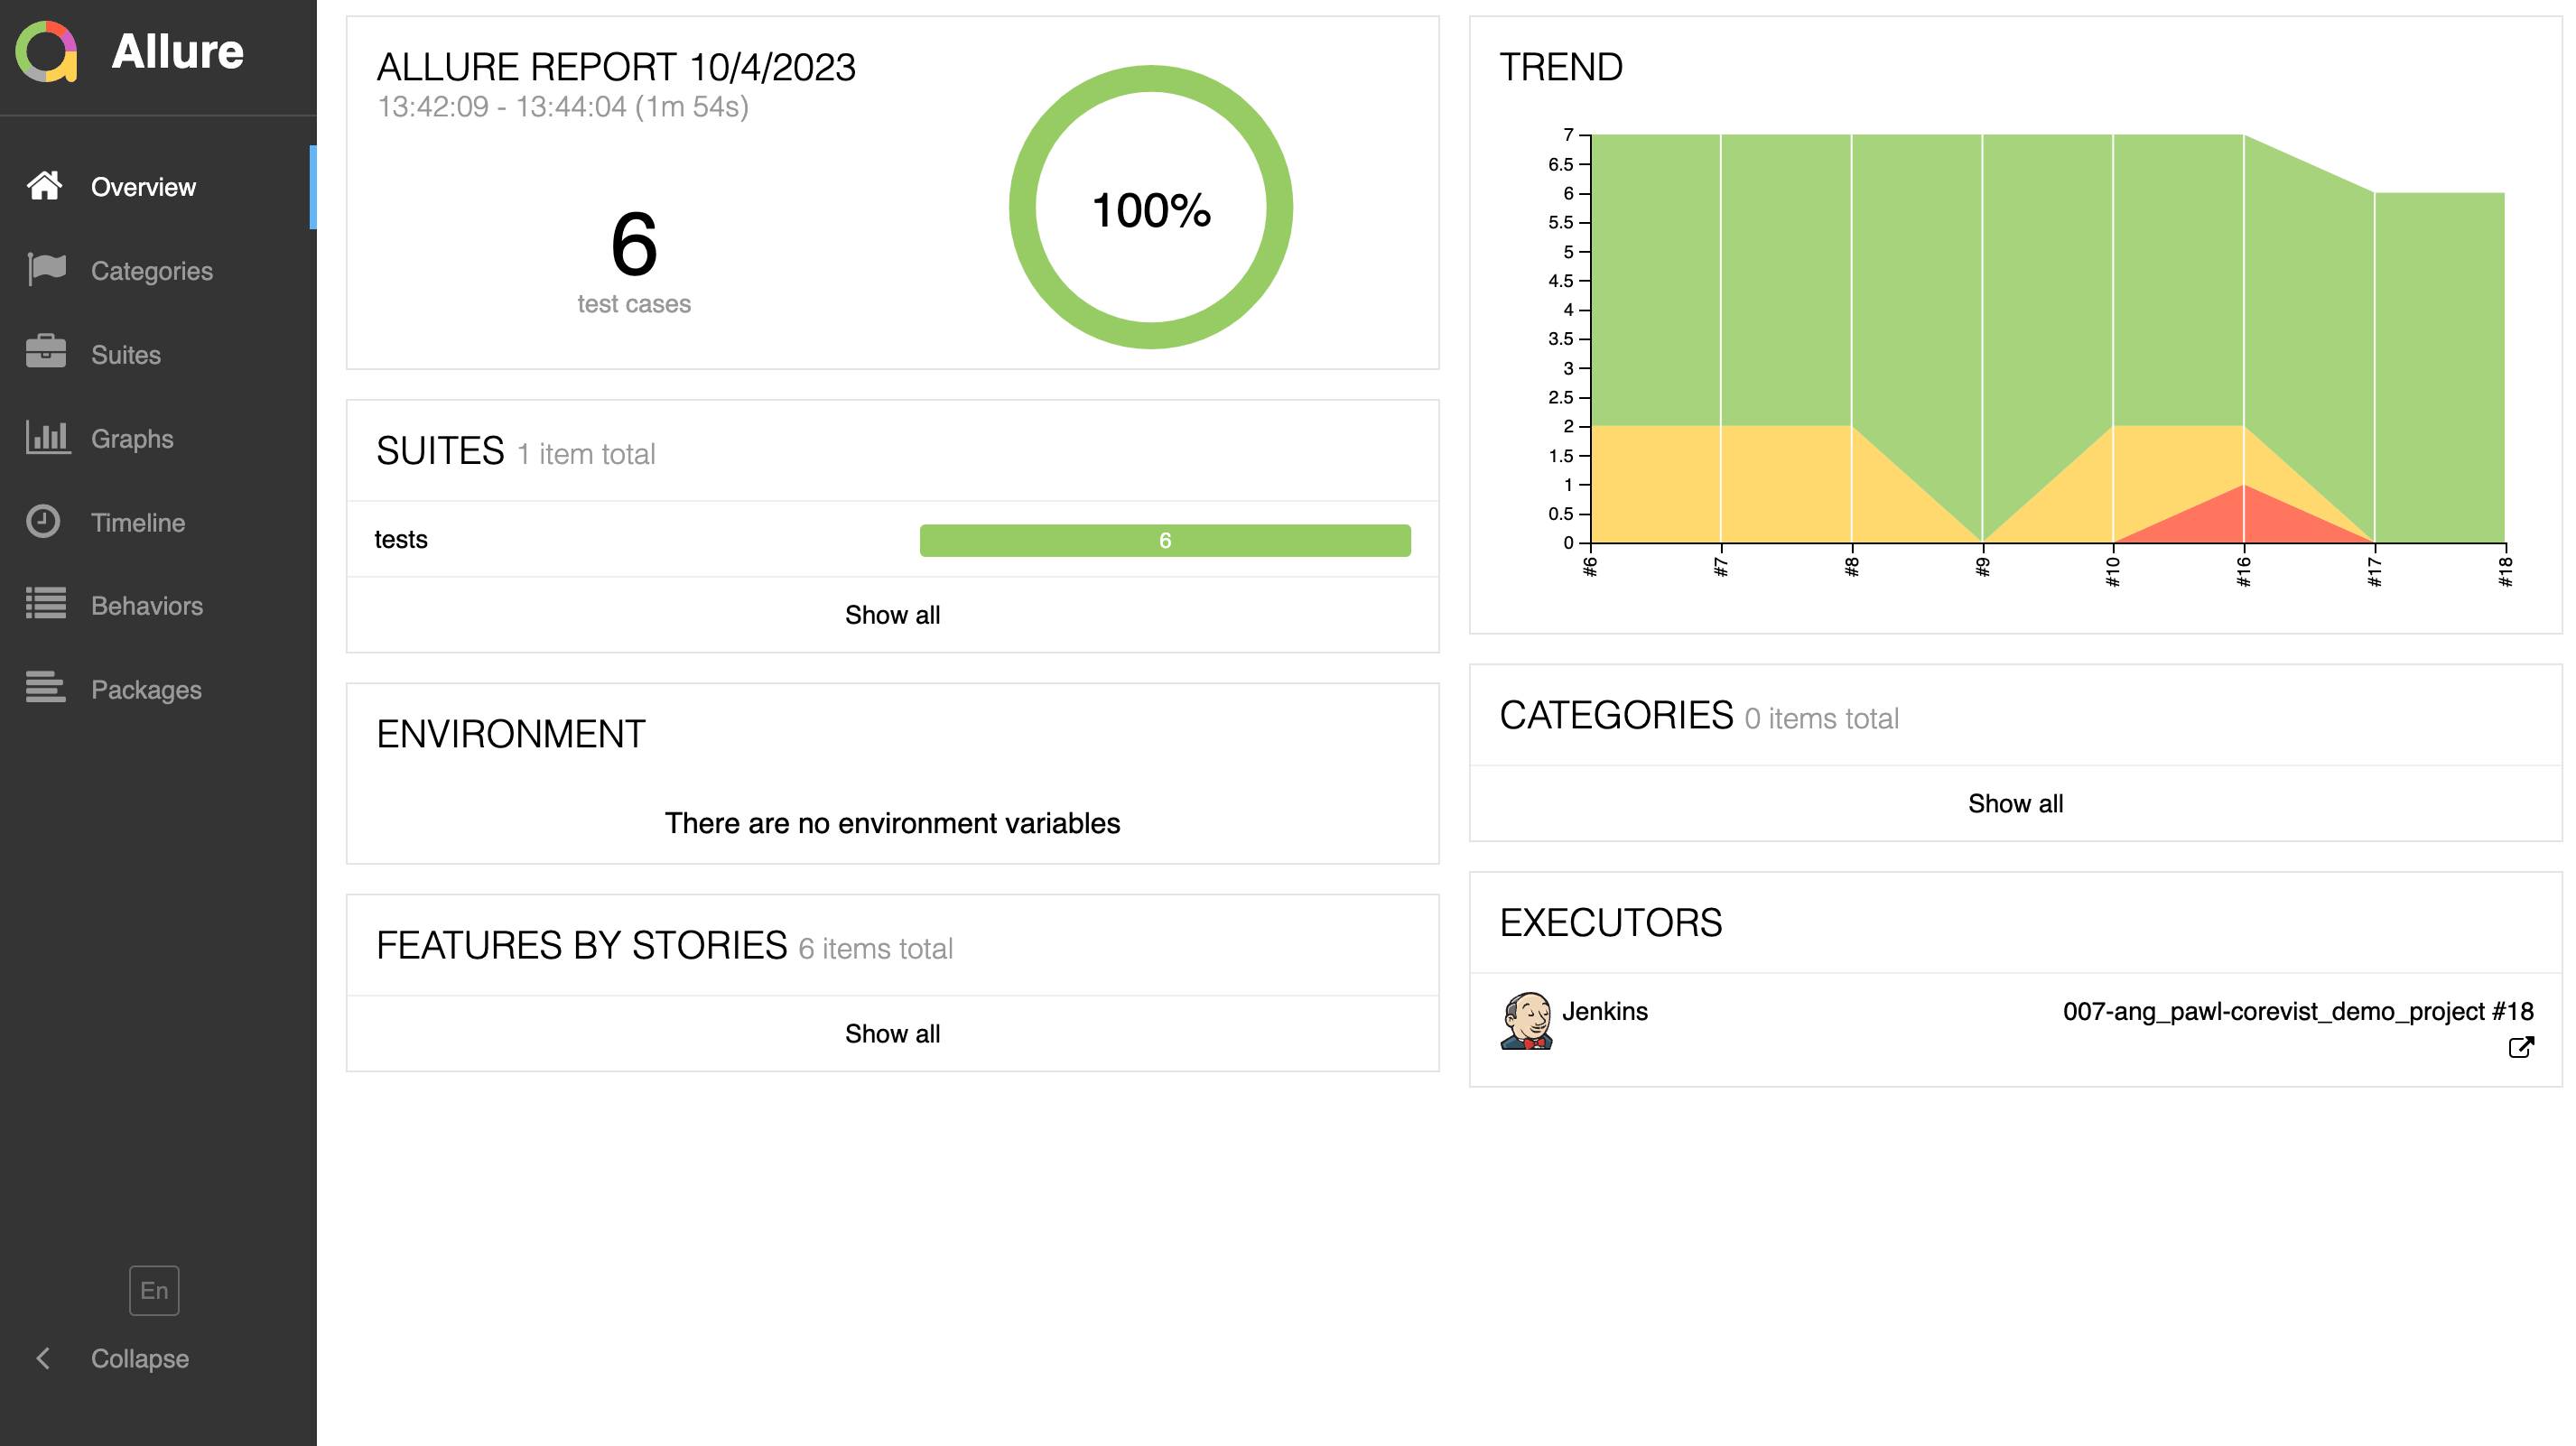 Allure
Overview
Categories
Suites
Graphs
Timeline
Behaviors
Packages
En
Collapse
ALLURE REPORT 10/4/2023
13:42:09 - 13:44:04 (1m 54s)
6
test cases
100%
SUITES 1 item total
tests 6
Show all
ENVIRONMENT
There are no environment variables
FEATURES BY STORIES 6 items total
Show all
TREND
7
6.5
6
5.5
5
4.5
4
3.5
3
2.5
2
1.5
1
0.5
0
#6 #7 #8 #9 #10 #16 #17 #18
CATEGORIES 0 items total
Show all
EXECUTORS
Jenkins 007-ang_pawl-corevist_demo_project #18